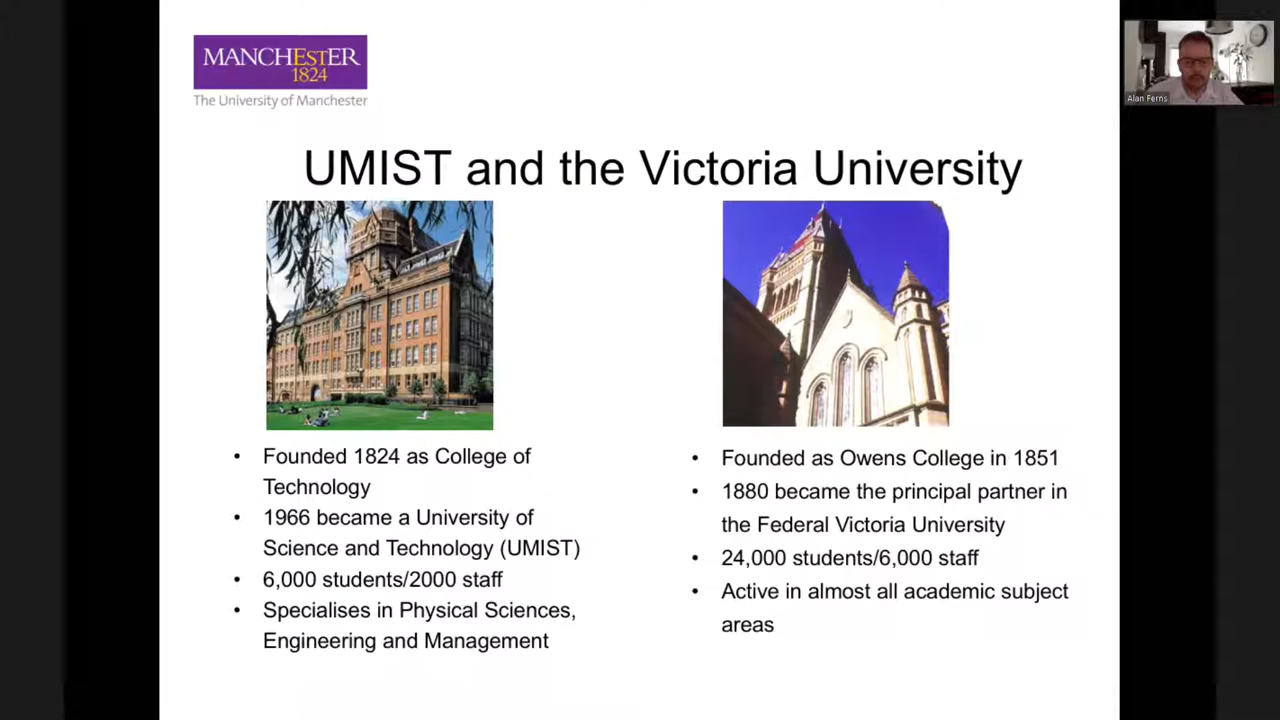 MANCHEStER
1824
The University of Manchester
Alan Ferns
UMIST and the Victoria University
• Founded 1824 as College of
Technology
• 1966 became a University of
Science and Technology (UMIST)
• 6,000 students/2000 staff
• Specialises in Physical Sciences,
Engineering and Management
• Founded as Owens College in 1851
• 1880 became the principal partner in
the Federal Victoria University
• 24,000 students/6,000 staff
• Active in almost all academic subject
areas